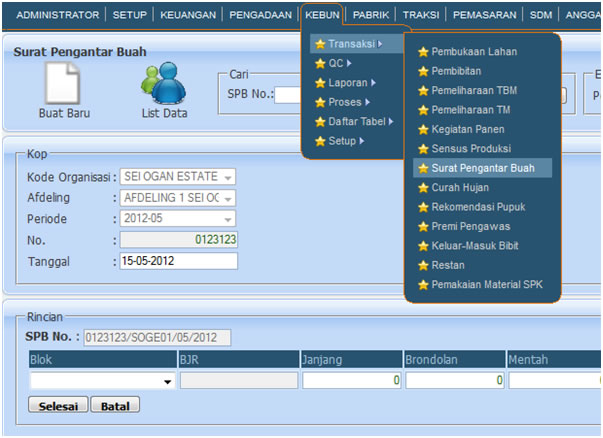 ADMINISTRATOR SETUP KEUANGAN PENGADAAN KEBUN PABRIK TRAKSI PEMASARAN SDM ANGGA
Surat Pengantar Buah
Buat Baru
List Data
Cari
SPB No.:
Transaksi
QC
Laporan
Proses
Daftar Tabel
Setup
Pembukaan Lahan
Pembibitan
Pemeliharaan TBM
Pemeliharaan TM
Kegiatan Panen
Sensus Produksi
Surat Pengantar Buah
Curah Hujan
Rekomendasi Pupuk
Premi Pengawas
Keluar-Masuk Bibit
Restan
Pemakaian Material SPK
Kop
Kode Organisasi : SEI OGAN ESTATE
Afdeling : AFDELING 1 SEI OG
Periode : 2012-05
No. : 0123123
Tanggal : 15-05-2012
Rincian
SPB No. : 0123123/SOGE01/05/2012
Blok BJR Janjang Brondolan Mentah
0 0
Selesai Batal